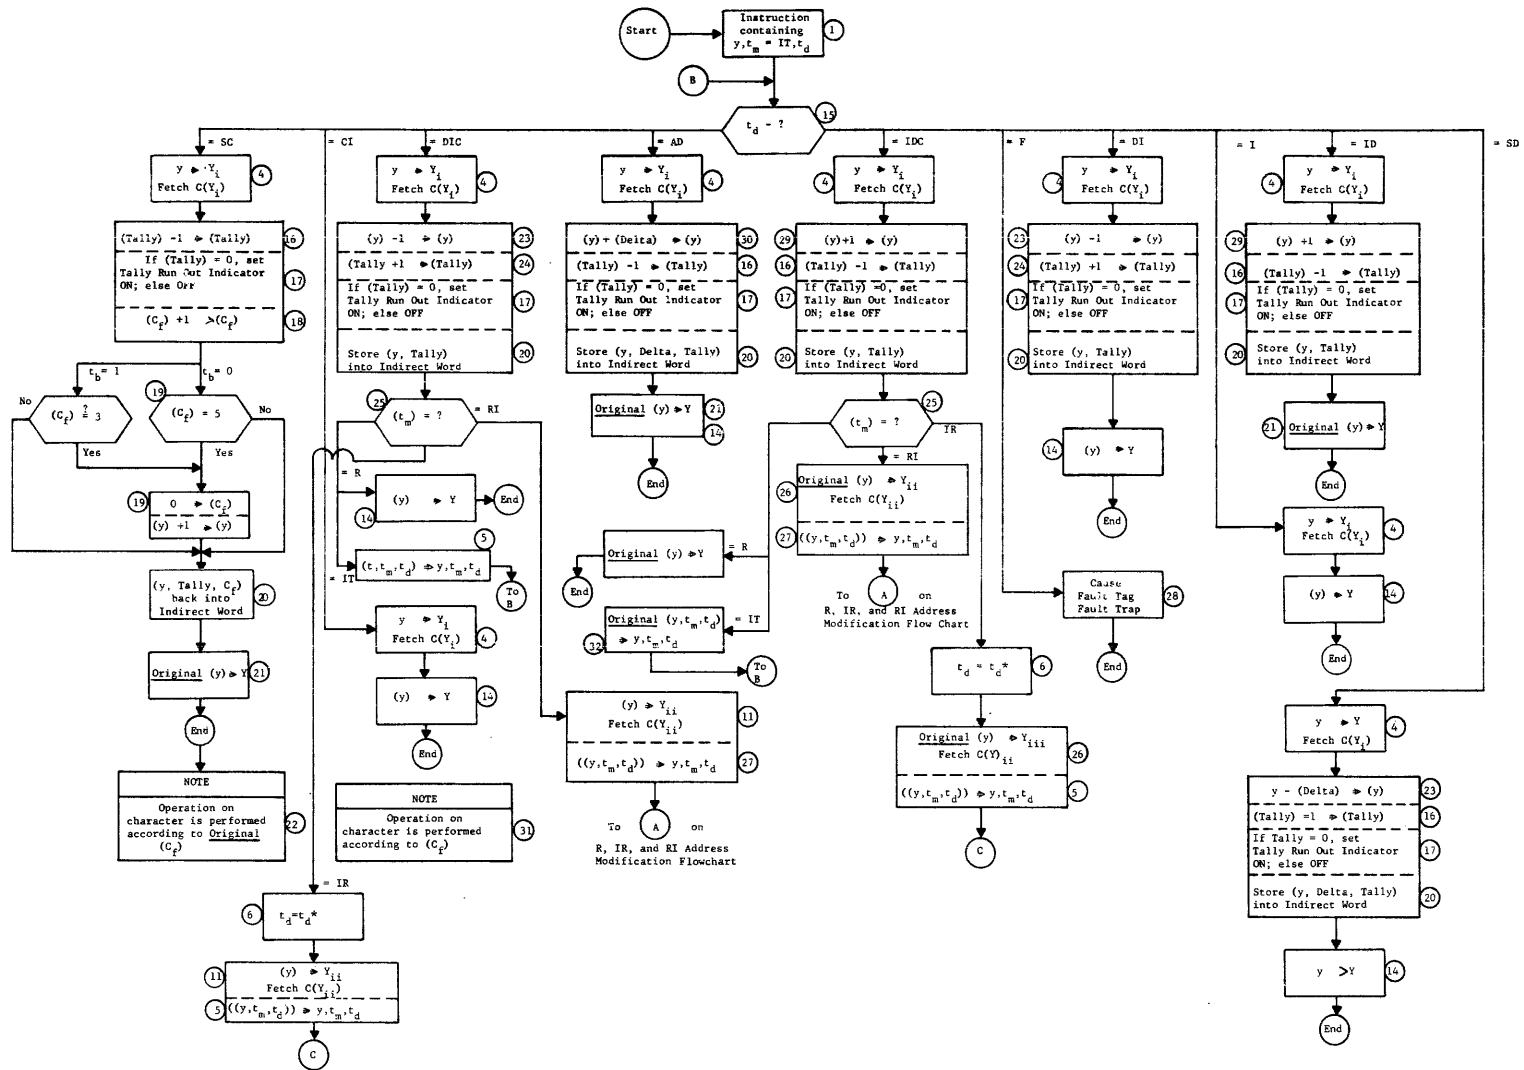 Start
Instruction
containing
y,t_m = IT,t_d
1
B
t_d - ?
15
= SC
y ➔ Y_i
Fetch C(Y_i)
4
(Tally) -1 ➔ (Tally)
16
If (Tally) = 0, set
Tally Run Out Indicator
ON; else Off
17
(C_f) +1 >(C_f)
18
t_b= 1
t_b= 0
No
(C_f) ?= 3
Yes
19
(C_f) = 5
No
Yes
19
0 ➔ (C_f)
(y) +1 ➔ (y)
(y, Tally, C_f)
back into
Indirect Word
20
Original (y)➔ Y
21
End
NOTE
Operation on
character is performed
according to Original
(C_f)
22
= CI
= DIC
y ➔ Y_i
Fetch C(Y_i)
4
(y) -1 ➔ (y)
23
(Tally +1 ➔ (Tally)
24
If (Tally) = 0, set
Tally Run Out Indicator
ON; else OFF
17
Store (y, Tally)
into Indirect Word
20
25
(t_m) = ?
= RI
= R
(y) ➔ Y
14
End
5
(t,t_m,t_d) ➔ y,t_m,t_d
= IT
To
B
y ➔ Y_i
Fetch C(Y_i)
4
(y) ➔ Y
14
End
NOTE
Operation on
character is performed
according to (C_f)
31
= IR
6
t_d=t_d*
11
(y) ➔ Y_ii
Fetch C(Y_ii)
5
((y,t_m,t_d)) ➔ y,t_m,t_d
C
= AD
y ➔ Y_i
Fetch C(Y_i)
4
(y)+ (Delta) ➔ (y)
30
(Tally) -1 ➔ (Tally)
16
If (Tally) = 0, set
Tally Run Out Indicator
ON; else OFF
17
Store (y, Delta, Tally)
into Indirect Word
20
Original (y)➔ Y
21
14
End
= IDC
y ➔ Y_i
Fetch C(Y_i)
4
29
(y)+1 ➔ (y)
16
(Tally) -1 ➔ (Tally)
17
If (Tally) =0, set
Tally Run Out Indicator
ON; else OFF
20
Store (y, Tally)
into Indirect Word
25
(t_m) = ?
IR
= RI
26
Original (y) ➔ Y_ii
Fetch C(Y_ii)
27
((y,t_m,t_d)) ➔ y,t_m,t_d
To A on
R, IR, and RI Address
Modification Flow Chart
Original (y)➔Y
= R
End
Original (y,t_m,t_d)
➔ y,t_m,t_d
32
= IT
To
B
(y) ➔ Y_ii
Fetch C(Y_ii)
11
((y,t_m,t_d)) ➔ y,t_m,t_d
27
To A on
R, IR, and RI Address
Modification Flowchart
t_d = t_d*
6
Original (y) ➔ Y_iii
Fetch C(Y)_ii
26
((y,t_m,t_d)) ➔ y,t_m,t_d
5
C
= F
= DI
y ➔ Y_i
Fetch C(Y_i)
4
23
(y) -1 ➔ (y)
24
(Tally) +1 ➔ (Tally)
17
If (Tally) = 0, set
Tally Run Out Indicator
ON; else OFF
20
Store (y, Tally)
into Indirect Word
14
(y) ➔ Y
End
Cause
Fault Tag
Fault Trap
28
End
= I
= ID
y ➔ Y_i
Fetch C(Y_i)
4
29
(y) +1 ➔ (y)
16
(Tally) -1 ➔ (Tally)
17
If (Tally) = 0, set
Tally Run Out Indicator
ON; else OFF
20
Store (y, Tally)
into Indirect Word
21
Original (y)➔Y
End
y ➔ Y_i
Fetch C(Y_i)
4
(y) ➔ Y
14
End
= SD
y ➔ Y
Fetch C(Y_i)
4
y - (Delta) ➔ (y)
23
(Tally) =1 ➔ (Tally)
16
If Tally = 0, set
Tally Run Out Indicator
ON; else OFF
17
Store (y, Delta, Tally)
into Indirect Word
20
y >Y
14
End